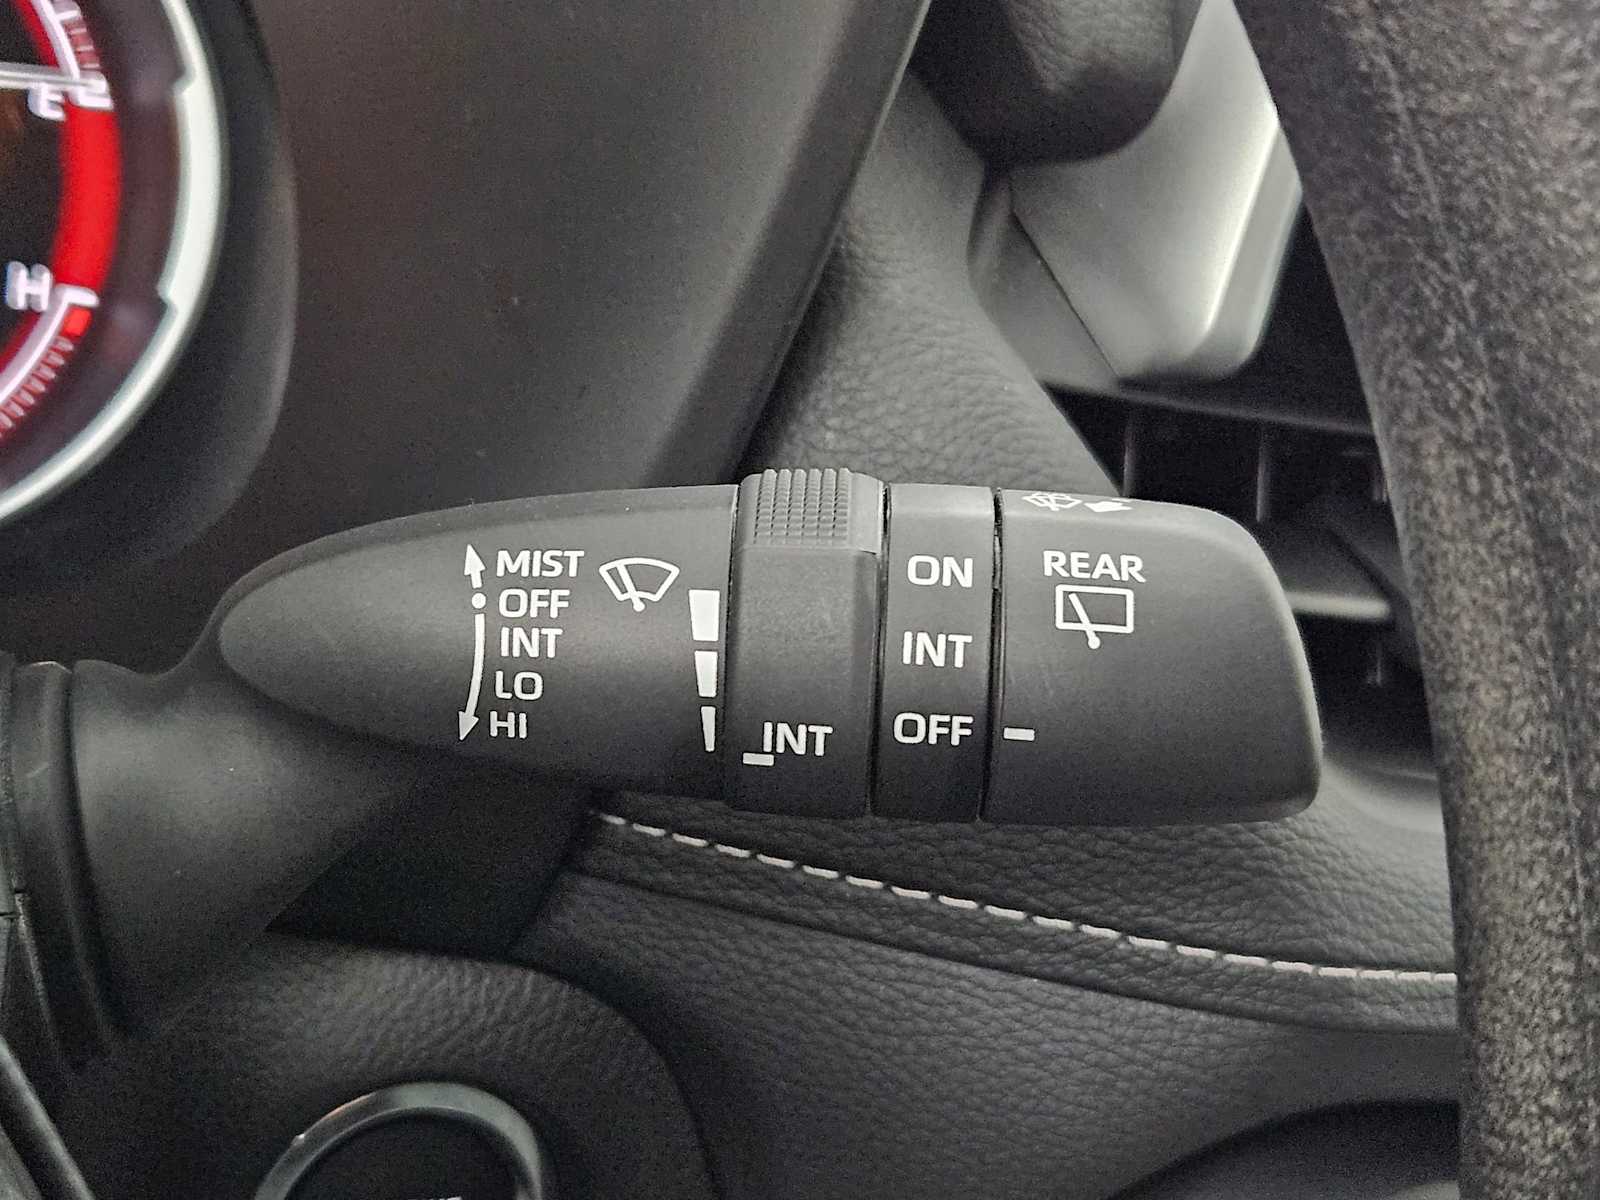 E
H
MIST
OFF
INT
LO
HI
INT
ON
INT
OFF
REAR